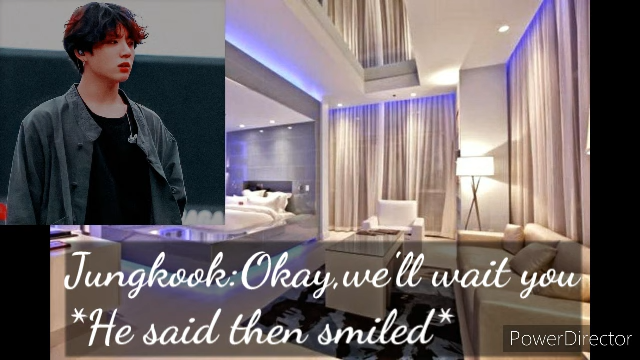 Jungkook:Okay,we'll wait you
*He said then smiled*
PowerDirector